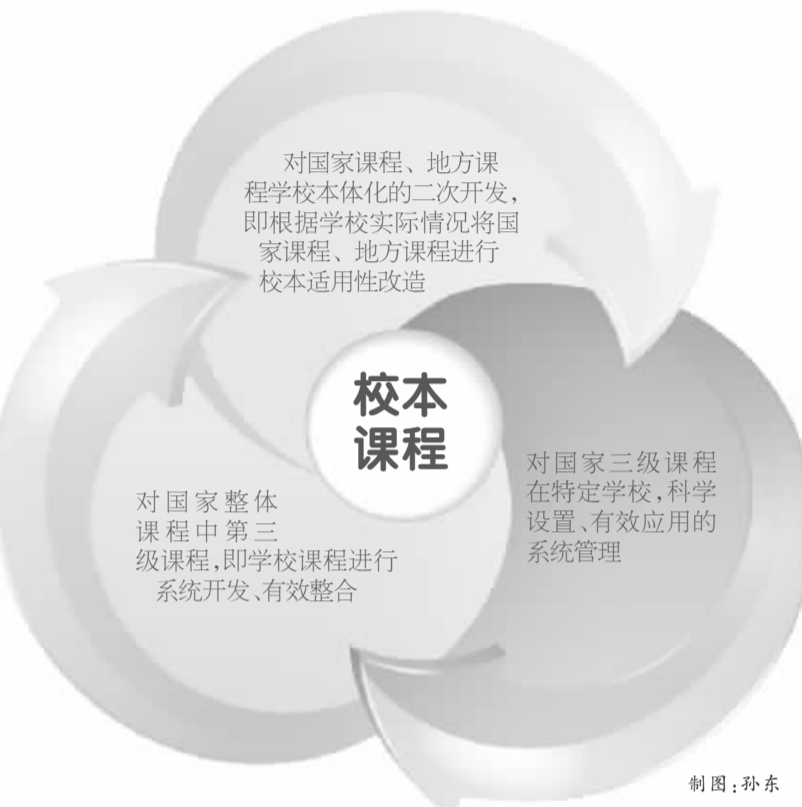 对国家课程、地方课
程学校本体化的二次开发，
即根据学校实际情况将国
家课程、地方课程进行
校本适用性改造
校本
课程
对国家三级课程
在特定学校，科学
设置、有效应用的
系统管理
对国家整体
课程中第三
级课程，即学校课程进行
系统开发、有效整合
制图：孙东